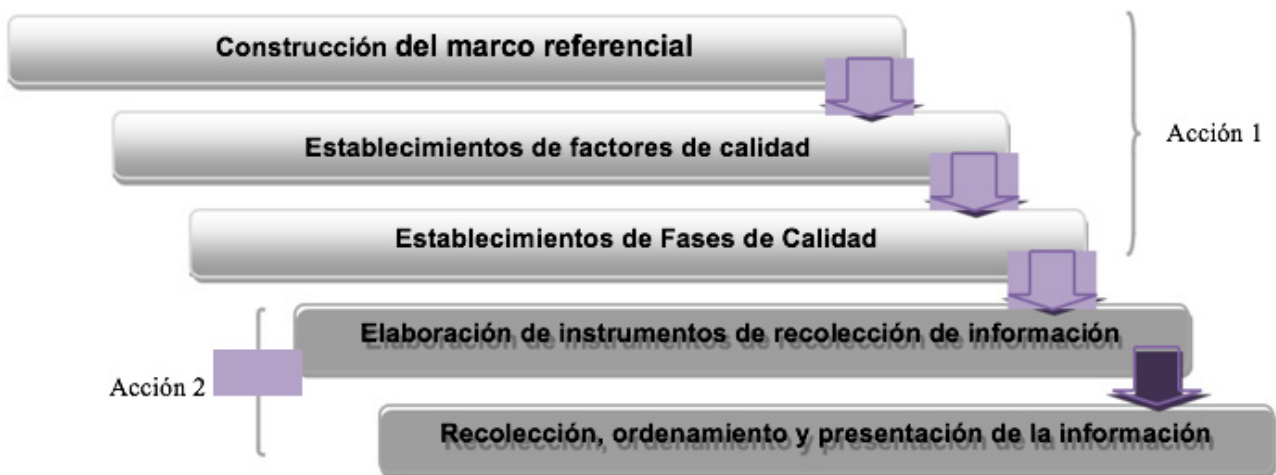 Construcción del marco referencial
Establecimientos de factores de calidad
Acción 1
Establecimientos de Fases de Calidad
Elaboración de instrumentos de recolección de información
Acción 2
Recolección, ordenamiento y presentación de la información